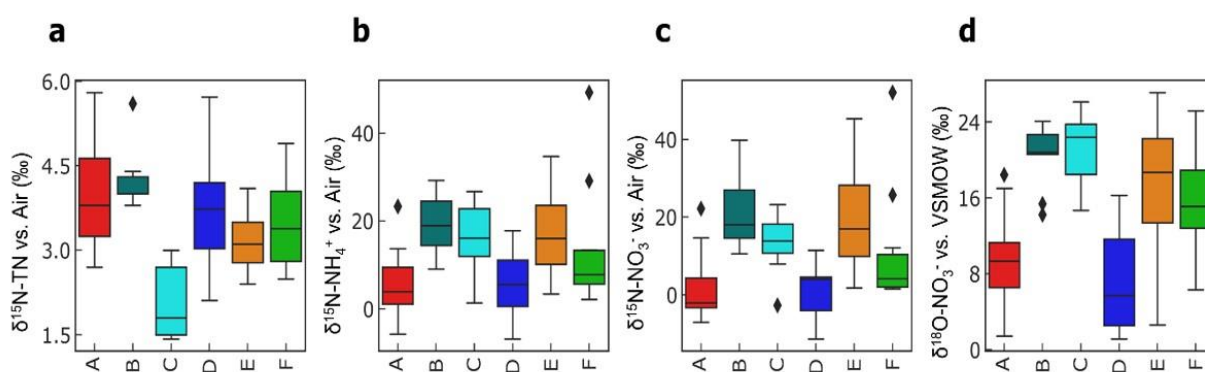 a
b
c
d
δ¹⁵N-TN vs. Air (‰)
6.0
4.5
3.0
1.5
A B C D E F
δ¹⁵N-NH₄⁺ vs. Air (‰)
40
20
0
A B C D E F
δ¹⁵N-NO₃⁻ vs. Air (‰)
40
20
0
A B C D E F
δ¹⁸O-NO₃⁻ vs. VSMOW (‰)
24
16
8
0
A B C D E F